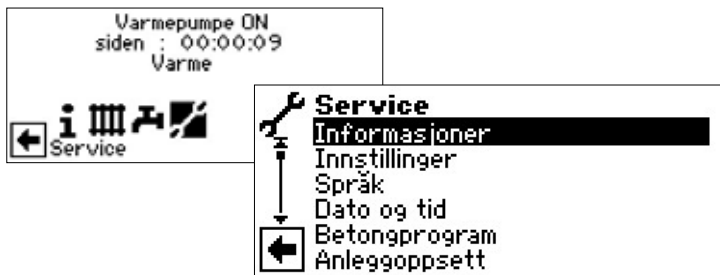 Varmepumpe ON
siden : 00:00:09
Varme
Service
Service
Informasjoner
Innstillinger
Språk
Dato og tid
Betongprogram
Anleggoppsett